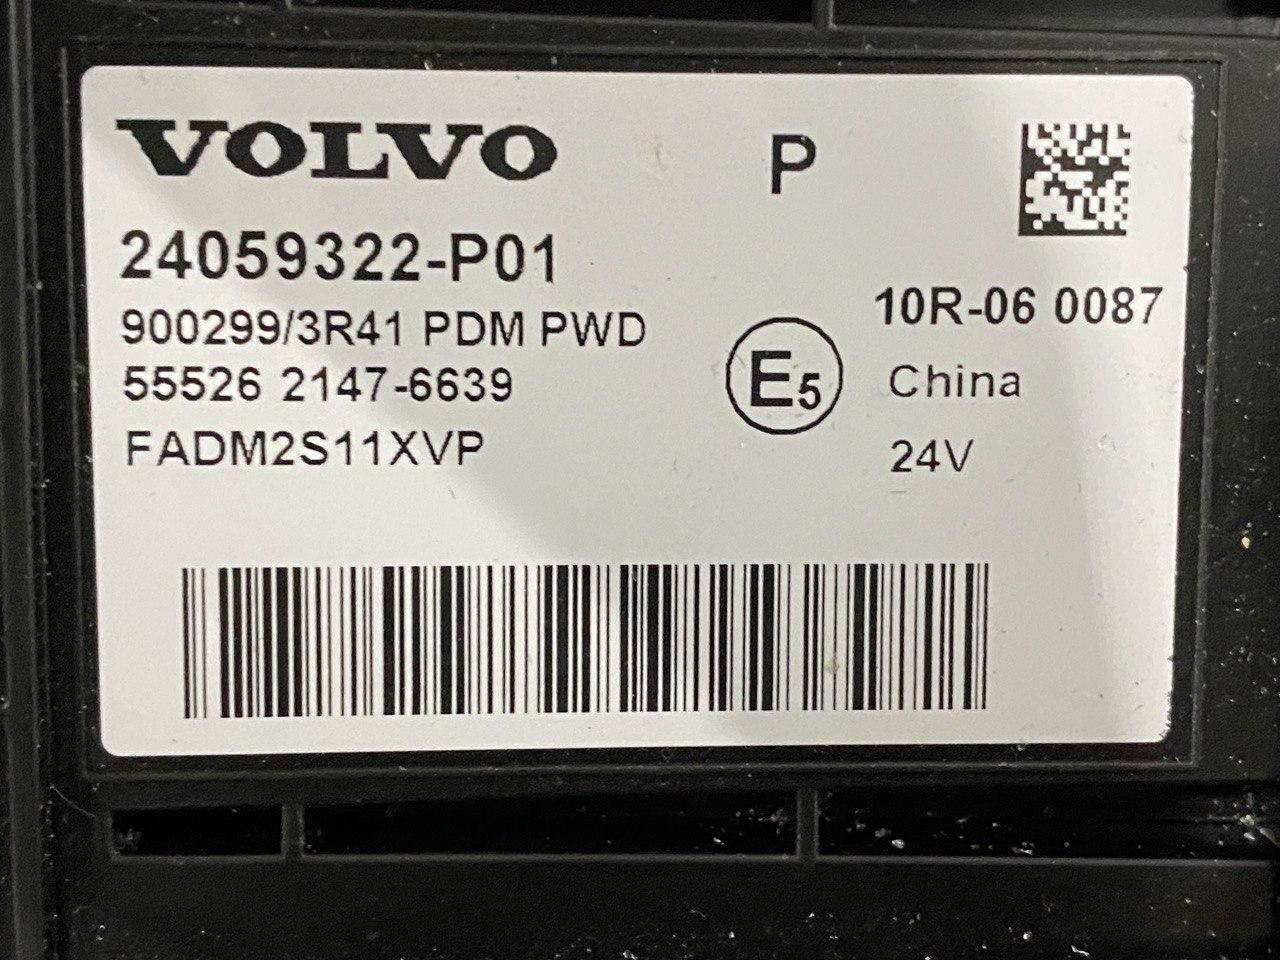 VOLVO
P
24059322-P01
900299/3R41 PDM PWD
55526 2147-6639
FADM2S11XVP
10R-06 0087
E5
China
24V